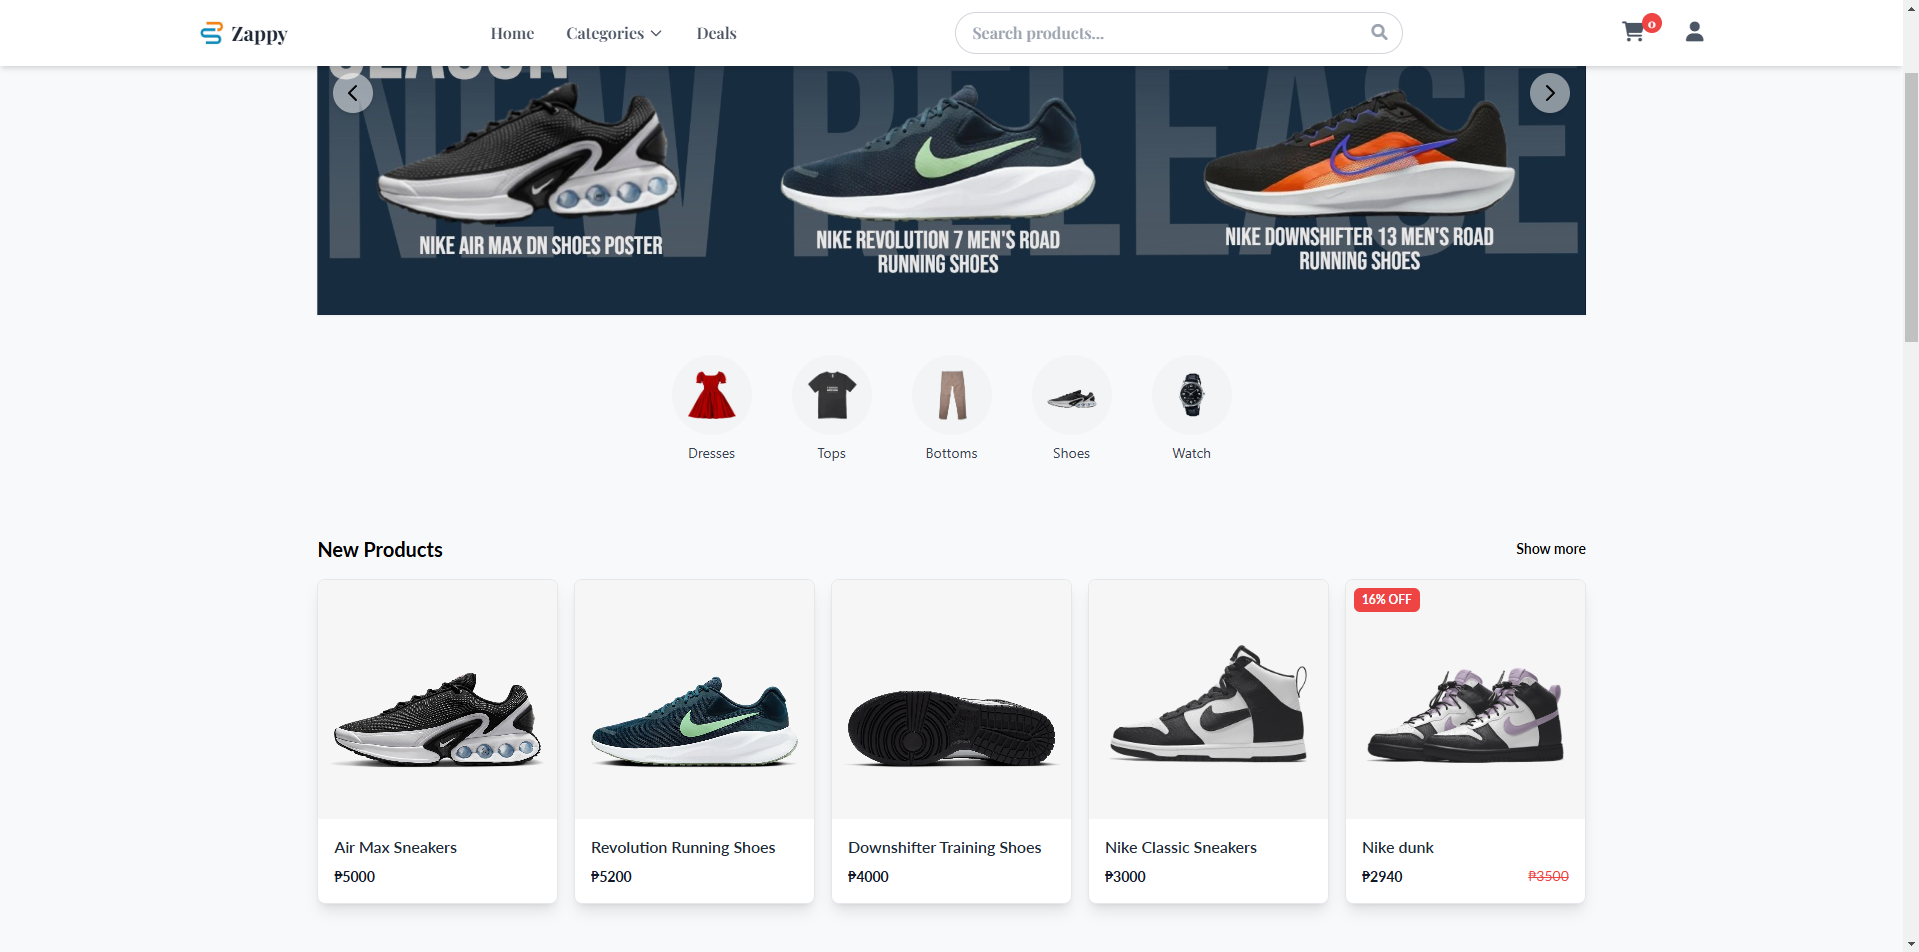 Zappy
Home
Categories
Deals
Search products...
0
SEASON
NEW RELEASE
NIKE AIR MAX DN SHOES POSTER
NIKE REVOLUTION 7 MEN'S ROAD
RUNNING SHOES
NIKE DOWNSHIFTER 13 MEN'S ROAD
RUNNING SHOES
Dresses
Tops
Bottoms
Shoes
Watch
New Products
Show more
16% OFF
Air Max Sneakers
₱5000
Revolution Running Shoes
₱5200
Downshifter Training Shoes
₱4000
Nike Classic Sneakers
₱3000
Nike dunk
₱2940
₱3500